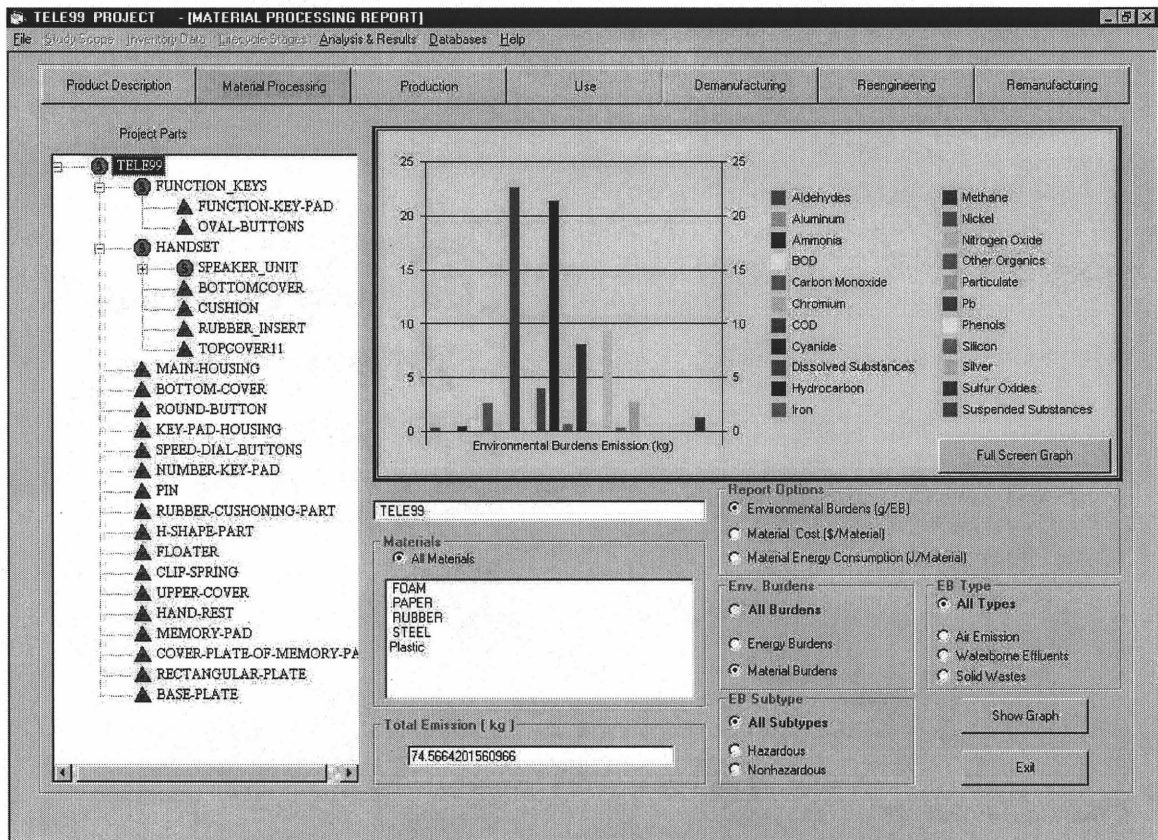 TELE99 PROJECT - [MATERIAL PROCESSING REPORT]
File Study Scope Inventory Data Lifecycle Stages Analysis & Results Databases Help
Product Description Material Processing Production Use Demanufacturing Reengineering Remanufacturing
Project Parts
TELE99
FUNCTION_KEYS
FUNCTION-KEY-PAD
OVAL-BUTTONS
HANDSET
SPEAKER_UNIT
BOTTOMCOVER
CUSHION
RUBBER_INSERT
TOPCOVER11
MAIN-HOUSING
BOTTOM-COVER
ROUND-BUTTON
KEY-PAD-HOUSING
SPEED-DIAL-BUTTONS
NUMBER-KEY-PAD
PIN
RUBBER-CUSHONING-PART
H-SHAPE-PART
FLOATER
CLIP-SPRING
UPPER-COVER
HAND-REST
MEMORY-PAD
COVER-PLATE-OF-MEMORY-PA
RECTANGULAR-PLATE
BASE-PLATE
25 25
20 20
15 15
10 10
5 5
0 0
Environmental Burdens Emission (kg)
Aldehydes
Aluminum
Ammonia
BOD
Carbon Monoxide
Chromium
COD
Cyanide
Dissolved Substances
Hydrocarbon
Iron
Methane
Nickel
Nitrogen Oxide
Other Organics
Particulate
Pb
Phenols
Silicon
Silver
Sulfur Oxides
Suspended Substances
Full Screen Graph
TELE99
Materials
All Materials
FOAM
PAPER
RUBBER
STEEL
Plastic
Total Emission ( kg )
74.5664201560966
Report Options
Environmental Burdens (g/EB)
Material Cost ($/Material)
Material Energy Consumption (J/Material)
Env. Burdens
All Burdens
Energy Burdens
Material Burdens
EB Type
All Types
Air Emission
Waterborne Effluents
Solid Wastes
EB Subtype
All Subtypes
Hazardous
Nonhazardous
Show Graph
Exit